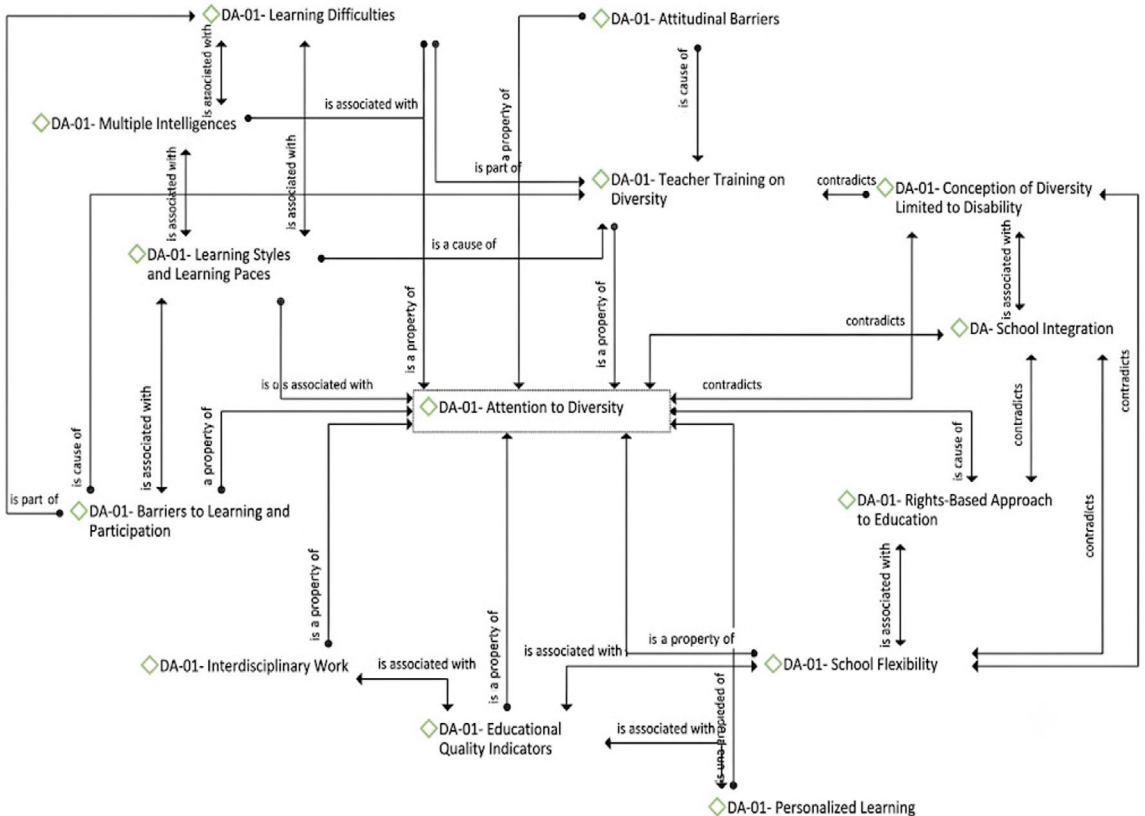 DA-01- Learning Difficulties
DA-01- Attitudinal Barriers
is associated with
is associated with
a property of
is cause of
DA-01- Multiple Intelligences
is associated with
is associated with
is part of
DA-01- Teacher Training on
Diversity
contradicts
DA-01- Conception of Diversity
Limited to Disability
DA-01- Learning Styles
and Learning Paces
is a cause of
is associated with
is a property of
is a property of
contradicts
DA- School Integration
contradicts
associated with
contradicts
DA-01- Attention to Diversity
is cause of
is associated with
a property of
is cause of
contradicts
is part of
DA-01- Barriers to Learning and
Participation
DA-01- Rights-Based Approach
to Education
contradicts
is a property of
is a property of
is associated with
is associated with
is a property of
DA-01- Interdisciplinary Work
is associated with
DA-01- School Flexibility
DA-01- Educational
Quality Indicators
is associated with
DA-01- Personalized Learning